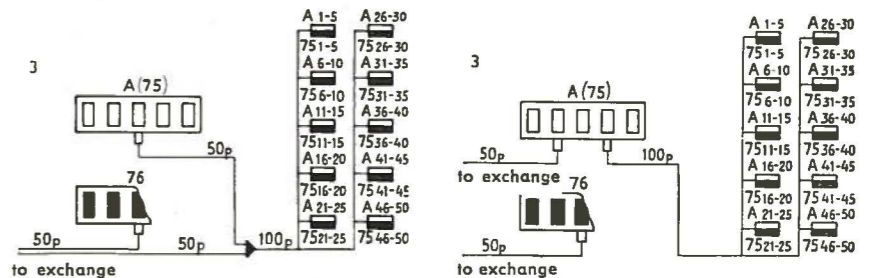 3
A(75)
50p
76
50p
50p
100p
to exchange
A 1-5
75 1-5
A 6-10
75 6-10
A 11-15
75 11-15
A 16-20
75 16-20
A 21-25
75 21-25
A 26-30
75 26-30
A 31-35
75 31-35
A 36-40
75 36-40
A 41-45
75 41-45
A 46-50
75 46-50
3
A(75)
50p
to exchange
100p
76
50p
to exchange
A 1-5
75 1-5
A 6-10
75 6-10
A 11-15
75 11-15
A 16-20
75 16-20
A 21-25
75 21-25
A 26-30
75 26-30
A 31-35
75 31-35
A 36-40
75 36-40
A 41-45
75 41-45
A 46-50
75 46-50